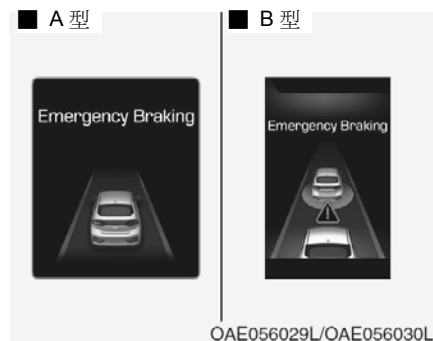 ■ A 型
■ B 型
Emergency Braking
Emergency Braking
OAE056029L/OAE056030L